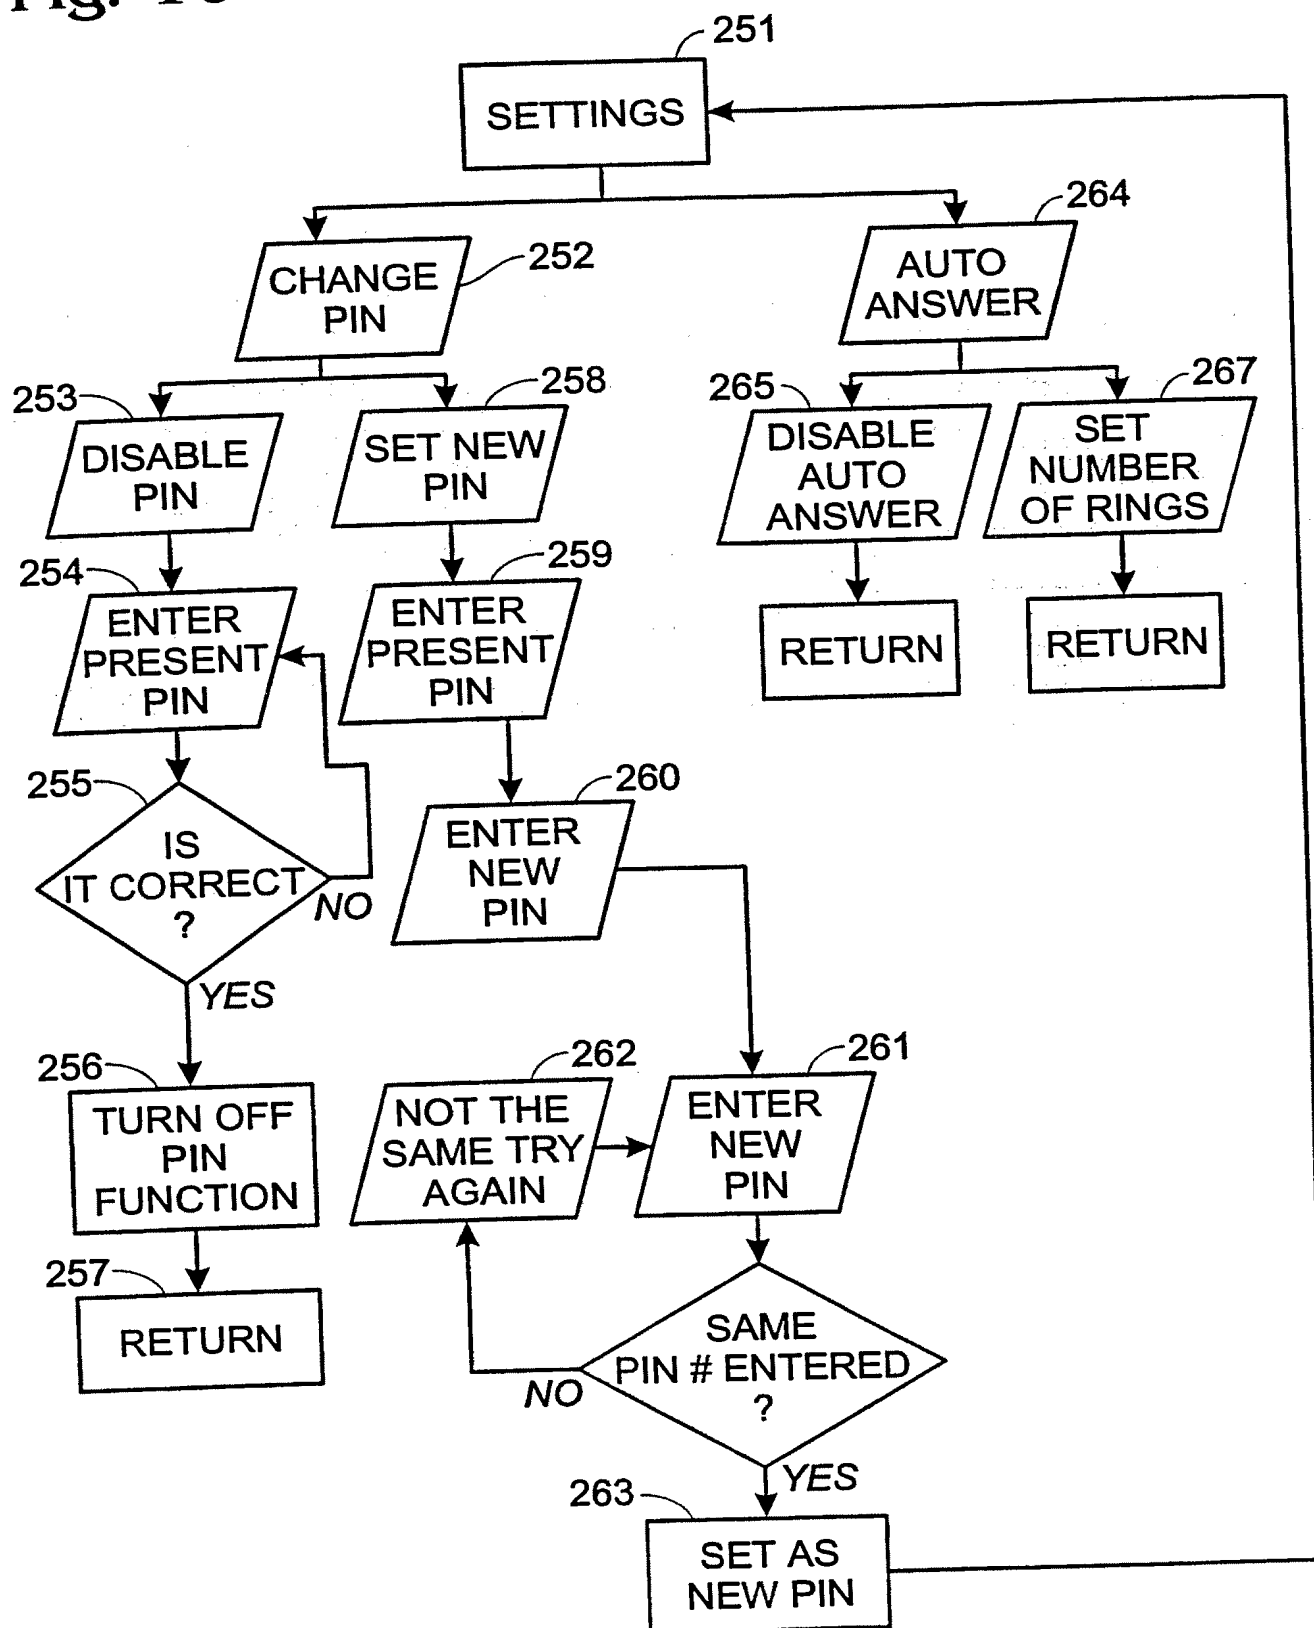 251
SETTINGS
264
252
CHANGE
PIN
AUTO
ANSWER
253
258
265
267
DISABLE
PIN
SET NEW
PIN
DISABLE
AUTO
ANSWER
SET
NUMBER
OF RINGS
254
259
ENTER
PRESENT
PIN
ENTER
PRESENT
PIN
RETURN
RETURN
255
260
IS
IT CORRECT
?
NO
ENTER
NEW
PIN
YES
256
262
261
TURN OFF
PIN
FUNCTION
NOT THE
SAME TRY
AGAIN
ENTER
NEW
PIN
257
RETURN
SAME
PIN # ENTERED
?
NO
YES
263
SET AS
NEW PIN